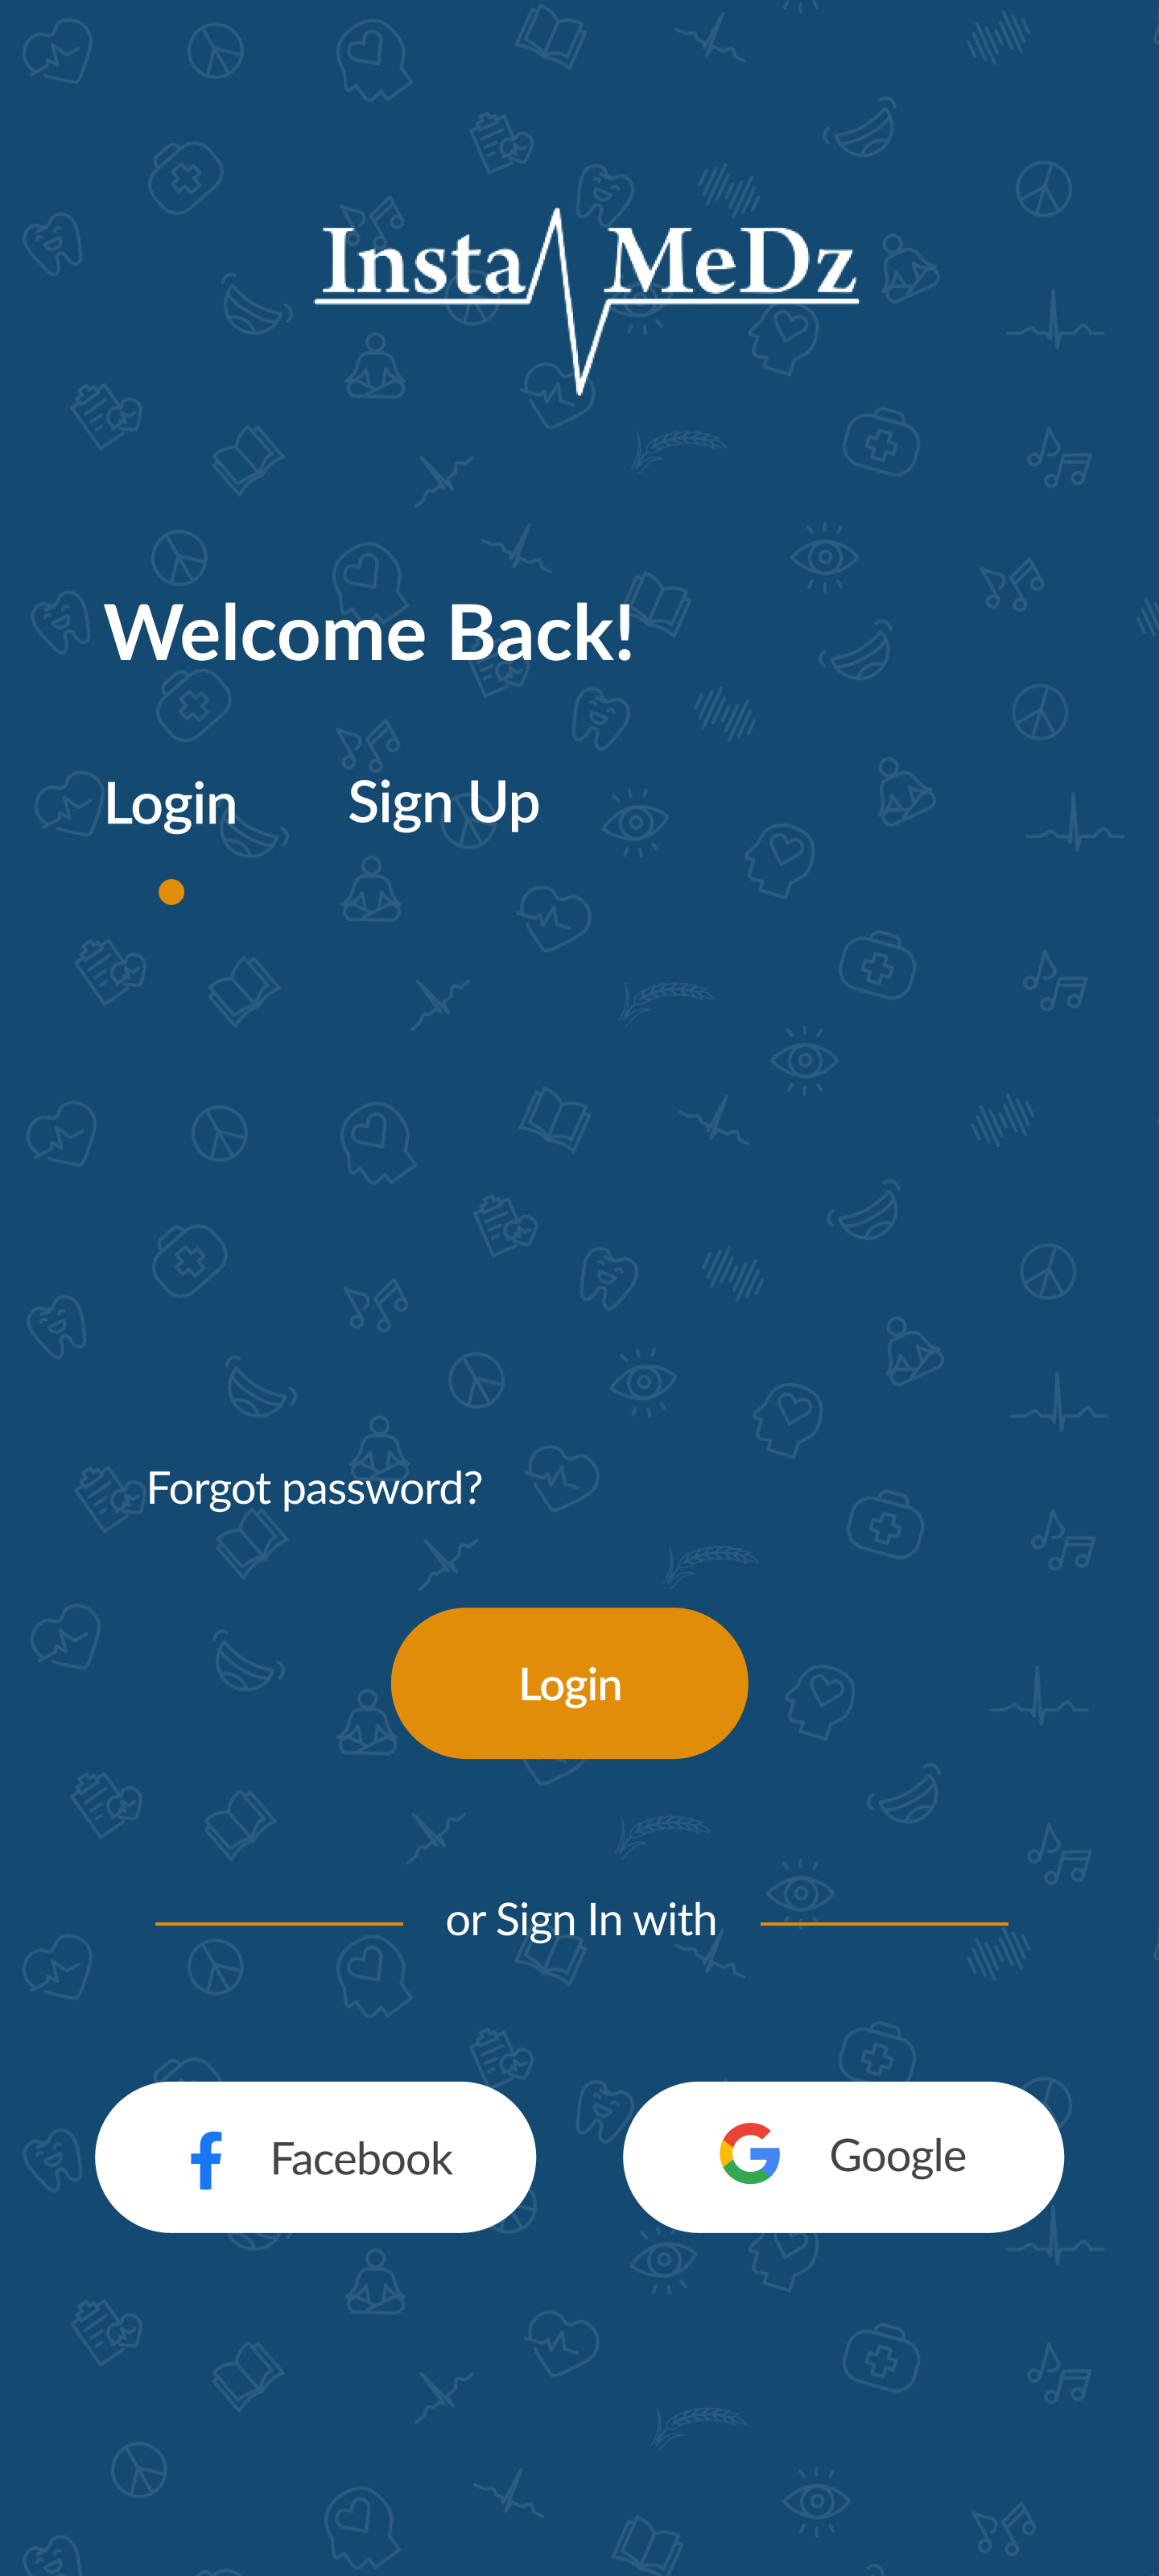 Insta MeDz
Welcome Back!
Login Sign Up
Forgot password?
Login
or Sign In with
Facebook Google